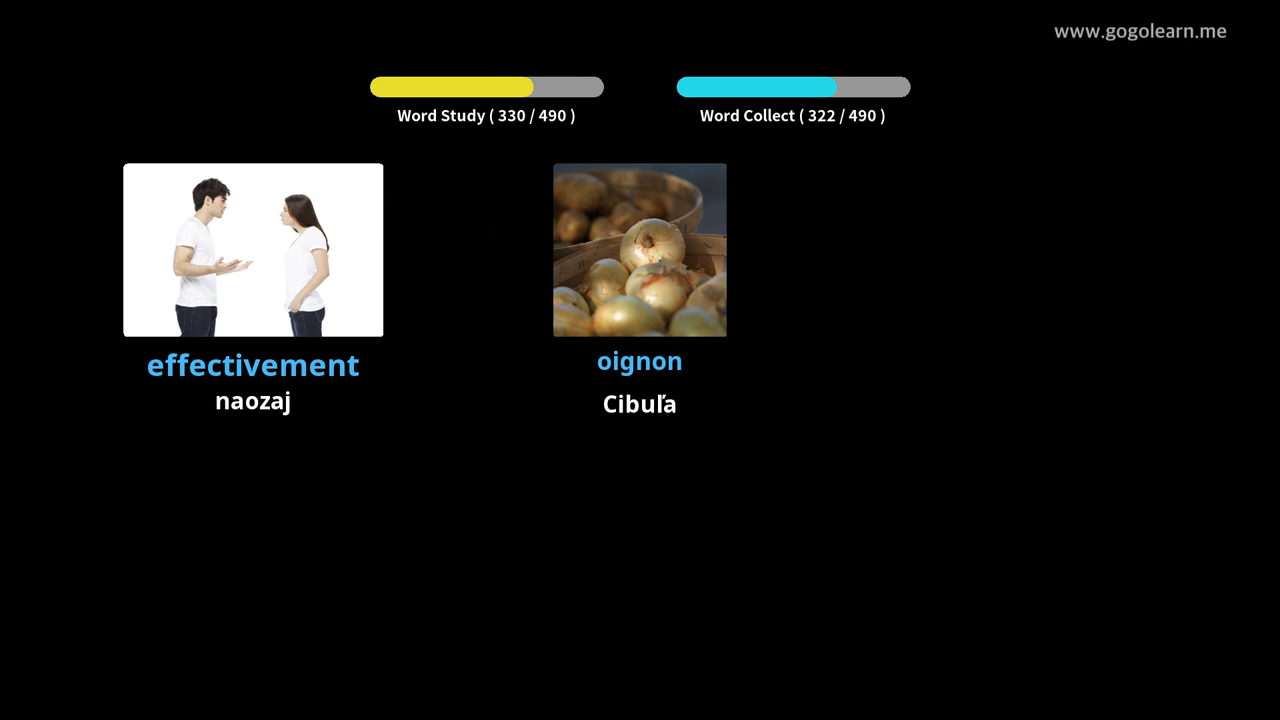 www.gogolearn.me
Word Study ( 330 / 490 )
Word Collect ( 322 / 490 )
effectivement
naozaj
oignon
Cibuľa